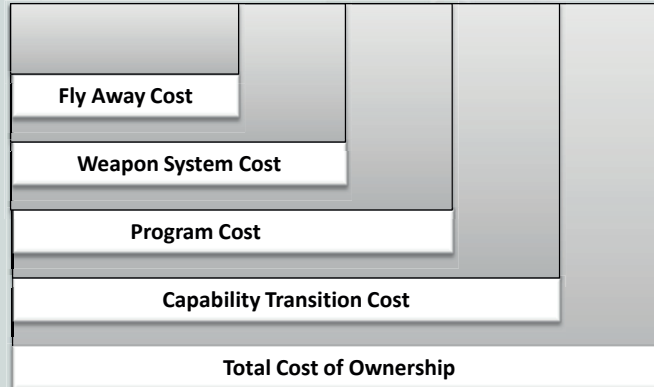 Fly Away Cost
Weapon System Cost
Program Cost
Capability Transition Cost
Total Cost of Ownership